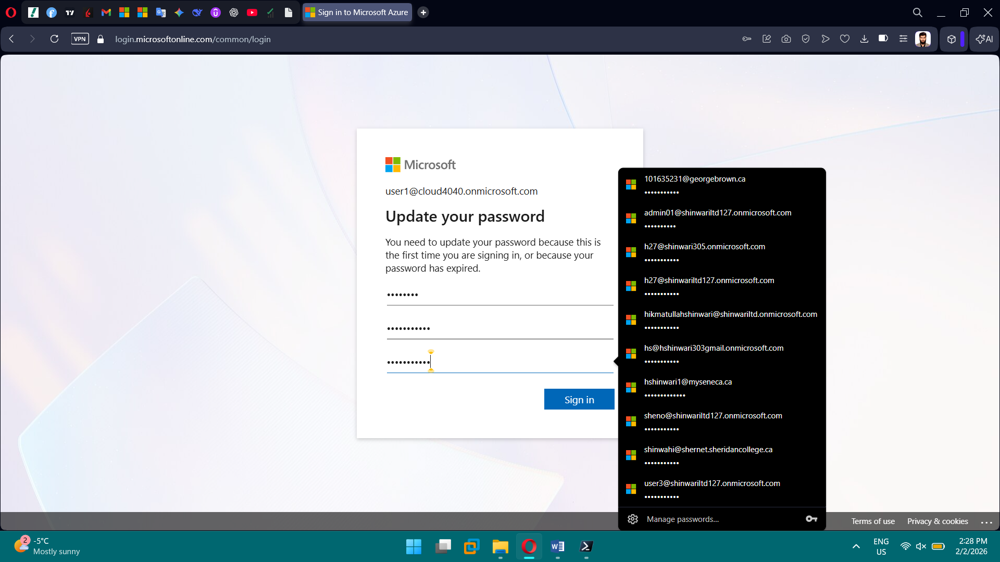 Sign in to Microsoft Azure
VPN
login.microsoftonline.com/common/login
AI
Microsoft
user1@cloud4040.onmicrosoft.com
Update your password
You need to update your password because this is
the first time you are signing in, or because your
password has expired.
••••••••
•••••••••••
•••••••••••
Sign in
101635231@georgebrown.ca
•••••••••••
admin01@shinwariltd127.onmicrosoft.com
••••••••••
h27@shinwari305.onmicrosoft.com
•••••••••••
h27@shinwariltd127.onmicrosoft.com
•••••••••••
hikmatullahshinwari@shinwariltd.onmicrosoft.com
•••••••••••
hs@hshinwari303gmail.onmicrosoft.com
•••••••••••
hshinwari1@myseneca.ca
•••••••••••••
sheno@shinwariltd127.onmicrosoft.com
•••••••••••
shinwahi@shernet.sheridancollege.ca
•••••••••••
user3@shinwariltd127.onmicrosoft.com
•••••••••••
Manage passwords...
Terms of use
Privacy & cookies
...
2
-5°C
Mostly sunny
ENG
US
2:28 PM
2/2/2026